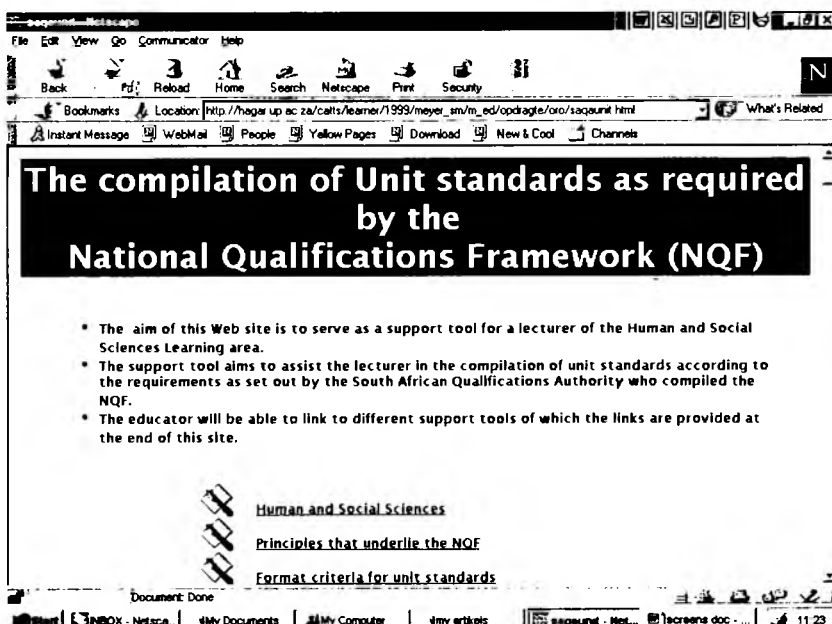 saqaunit - Netscape
File Edit View Go Communicator Help
Back Reload Home Search Netscape Print Security
N
Bookmarks Location: http://hagar up ac za/catts/learner/1999/meyer_sm/m_ed/opdragte/oro/saqaunit html What's Related
Instant Message WebMail People Yellow Pages Download New & Cool Channels
The compilation of Unit standards as required
by the
National Qualifications Framework (NQF)
• The aim of this Web site is to serve as a support tool for a lecturer of the Human and Social
Sciences Learning area.
• The support tool aims to assist the lecturer in the compilation of unit standards according to
the requirements as set out by the South African Qualifications Authority who compiled the
NQF.
• The educator will be able to link to different support tools of which the links are provided at
the end of this site.
Human and Social Sciences
Principles that underlie the NQF
Format criteria for unit standards
Document: Done
Start INBOX - Netsca My Documents My Computer my artikels saqaunit - Net... screens doc - ... 11 23